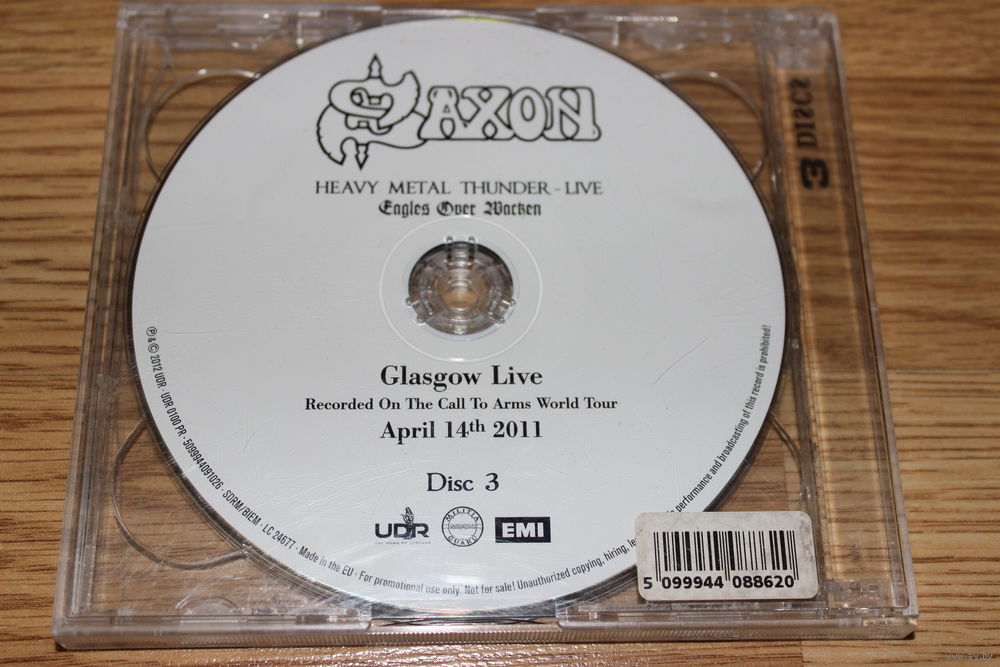 SAXON
HEAVY METAL THUNDER - LIVE
Eagles Over Wacken
Glasgow Live
Recorded On The Call To Arms World Tour
April 14th 2011
Disc 3
UDR
MILITIA
MUSIC
GUARD
EMI
℗ & © 2012 UDR · UDR 0100 PR · 5099944091026 · SDRM/BIEM · LC 24677 · Made in the EU · For promotional use only. Not for sale! Unauthorized copying, hiring, performance and broadcasting of this record is prohibited!
3 DISCS
5 099944 088620